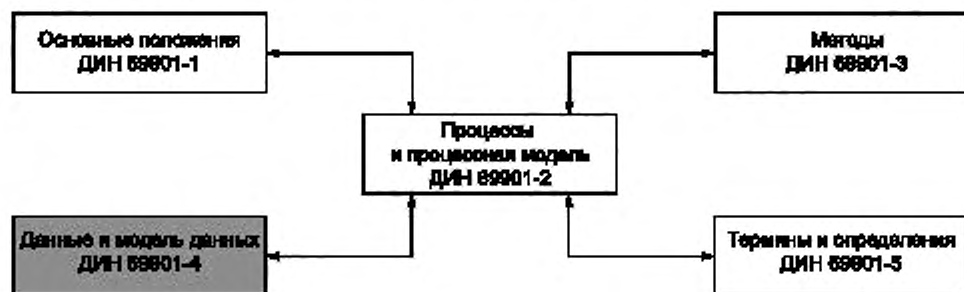 Основные положения
ДИН 69901-1
Методы
ДИН 69901-3
Процессы
и процессная модель
ДИН 69901-2
Данные и модель данных
ДИН 69901-4
Термины и определения
ДИН 69901-5